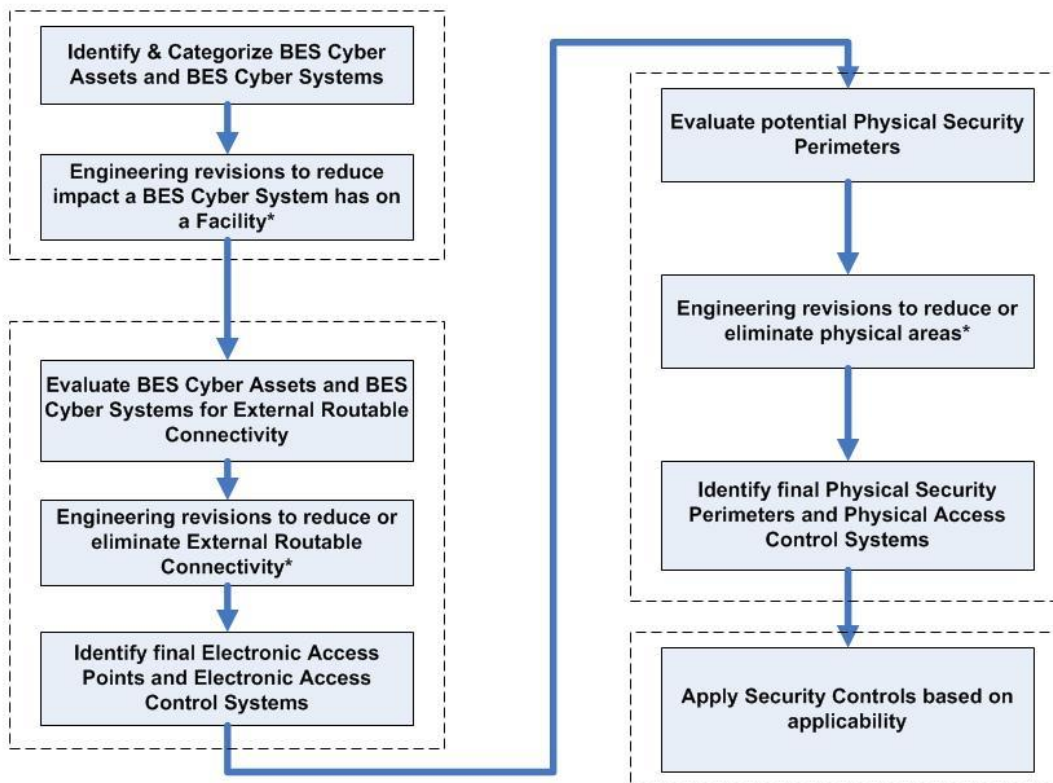 Identify & Categorize BES Cyber
Assets and BES Cyber Systems
Engineering revisions to reduce
impact a BES Cyber System has on
a Facility*
Evaluate BES Cyber Assets and BES
Cyber Systems for External Routable
Connectivity
Engineering revisions to reduce or
eliminate External Routable
Connectivity*
Identify final Electronic Access
Points and Electronic Access
Control Systems
Evaluate potential Physical Security
Perimeters
Engineering revisions to reduce or
eliminate physical areas*
Identify final Physical Security
Perimeters and Physical Access
Control Systems
Apply Security Controls based on
applicability